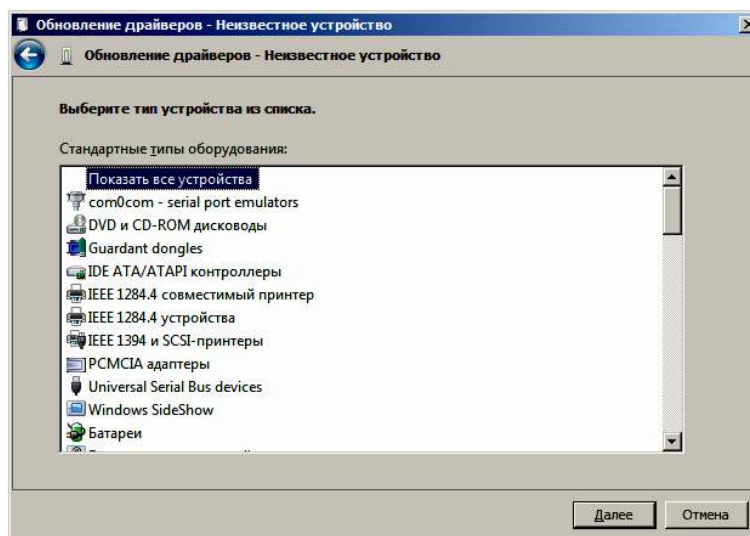 Обновление драйверов - Неизвестное устройство
Обновление драйверов - Неизвестное устройство
Выберите тип устройства из списка.
Стандартные типы оборудования:
Показать все устройства
com0com - serial port emulators
DVD и CD-ROM дисководы
Guardant dongles
IDE ATA/ATAPI контроллеры
IEEE 1284.4 совместимый принтер
IEEE 1284.4 устройства
IEEE 1394 и SCSI-принтеры
PCMCIA адаптеры
Universal Serial Bus devices
Windows SideShow
Батареи
Далее
Отмена